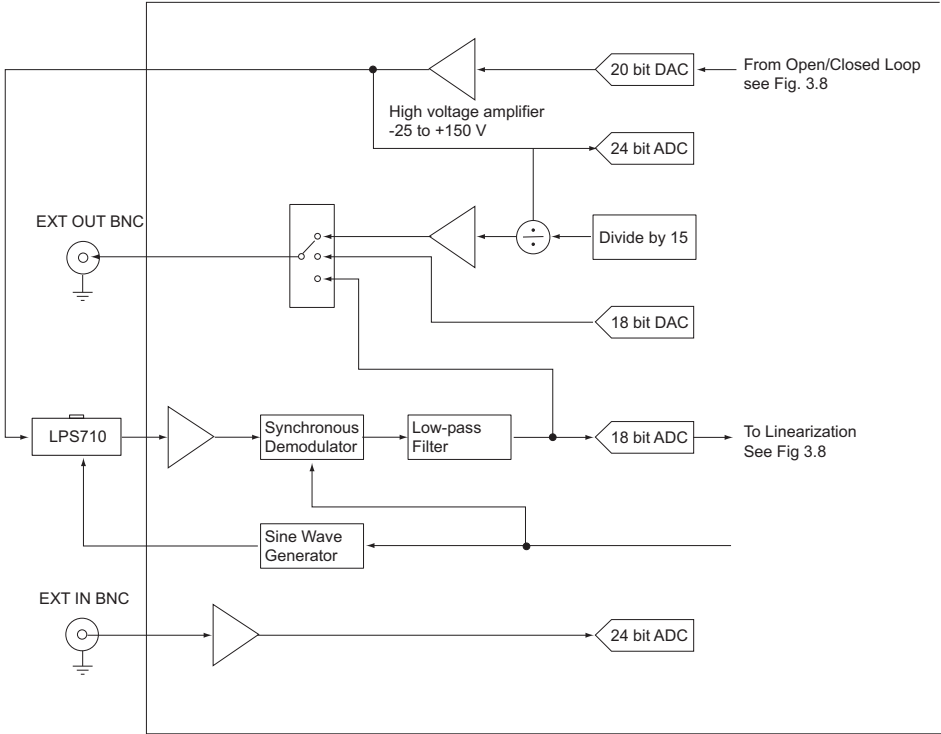 20 bit DAC
From Open/Closed Loop
see Fig. 3.8
High voltage amplifier
-25 to +150 V
24 bit ADC
EXT OUT BNC
Divide by 15
18 bit DAC
LPS710
Synchronous
Demodulator
Low-pass
Filter
18 bit ADC
To Linearization
See Fig 3.8
Sine Wave
Generator
EXT IN BNC
24 bit ADC